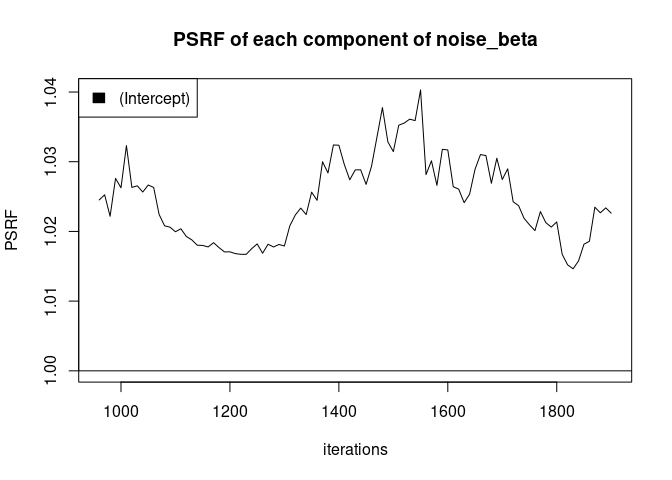 PSRF of each component of noise_beta
(Intercept)
1.04
1.03
1.02
1.01
1.00
PSRF
1000 1200 1400 1600 1800
iterations